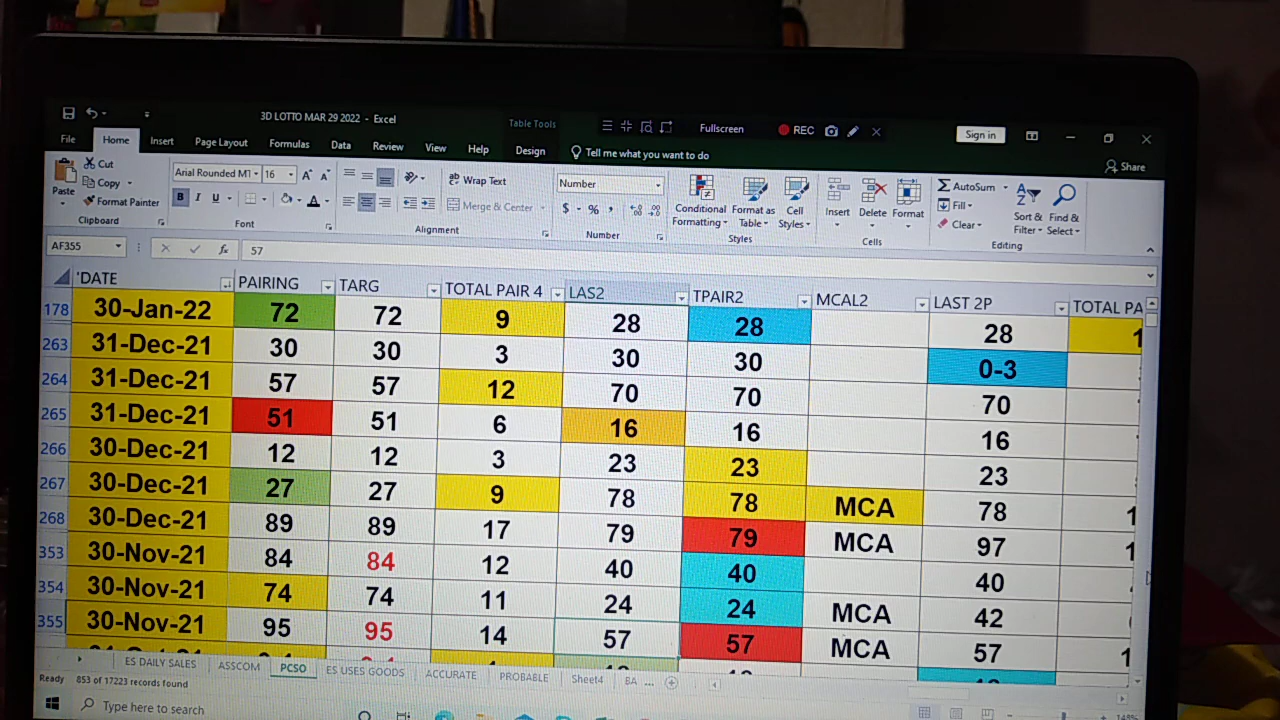 3D LOTTO MAR 29 2022 - Excel
Table Tools
Fullscreen
REC
Sign in
File Home Insert Page Layout Formulas Data Review View Help Design Tell me what you want to do
Share
Paste
Cut
Copy
Format Painter
Clipboard
Arial Rounded MT 16
B I U
Font
Wrap Text
Merge & Center
Alignment
Number
$ % ,
Number
Conditional Formatting
Format as Table
Cell Styles
Styles
Insert Delete Format
Cells
AutoSum
Fill
Clear
Sort & Filter
Find & Select
Editing
AF355 fx 57
'DATE PAIRING TARG TOTAL PAIR 4 LAS2 TPAIR2 MCAL2 LAST 2P TOTAL PA
178 30-Jan-22 72 72 9 28 28 28 1
263 31-Dec-21 30 30 3 30 30 0-3
264 31-Dec-21 57 57 12 70 70 70
265 31-Dec-21 51 51 6 16 16 16
266 30-Dec-21 12 12 3 23 23 23
267 30-Dec-21 27 27 9 78 78 MCA 78 1
268 30-Dec-21 89 89 17 79 79 MCA 97 1
353 30-Nov-21 84 84 12 40 40 40
354 30-Nov-21 74 74 11 24 24 MCA 42
355 30-Nov-21 95 95 14 57 57 MCA 57 1
ES DAILY SALES ASSCOM PCSO ES USES GOODS ACCURATE PROBABLE Sheet4 BA ...
Ready 853 of 17223 records found
148%
Type here to search